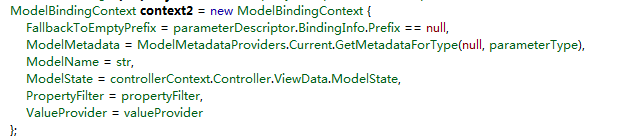 ModelBindingContext context2 = new ModelBindingContext {
FallbackToEmptyPrefix = parameterDescriptor.BindingInfo.Prefix == null,
ModelMetadata = ModelMetadataProviders.Current.GetMetadataForType(null, parameterType),
ModelName = str,
ModelState = controllerContext.Controller.ViewData.ModelState,
PropertyFilter = propertyFilter,
ValueProvider = valueProvider
};